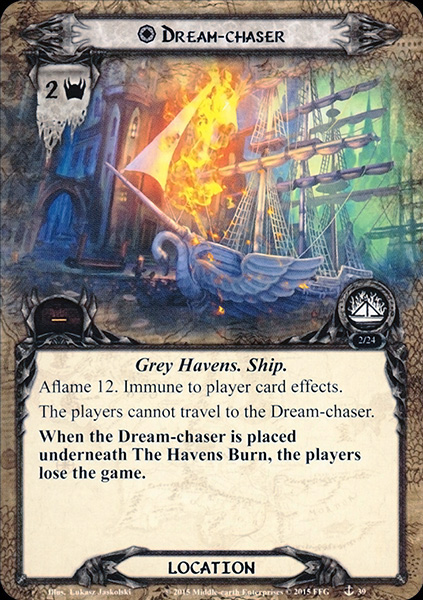 DREAM-CHASER
2
–
2/24
Grey Havens. Ship.
Aflame 12. Immune to player card effects.
The players cannot travel to the Dream-chaser.
When the Dream-chaser is placed
underneath The Havens Burn, the players
lose the game.
LOCATION
Illus. Lukasz Jaskolski © 2015 Middle-earth Enterprises © 2015 FFG 39